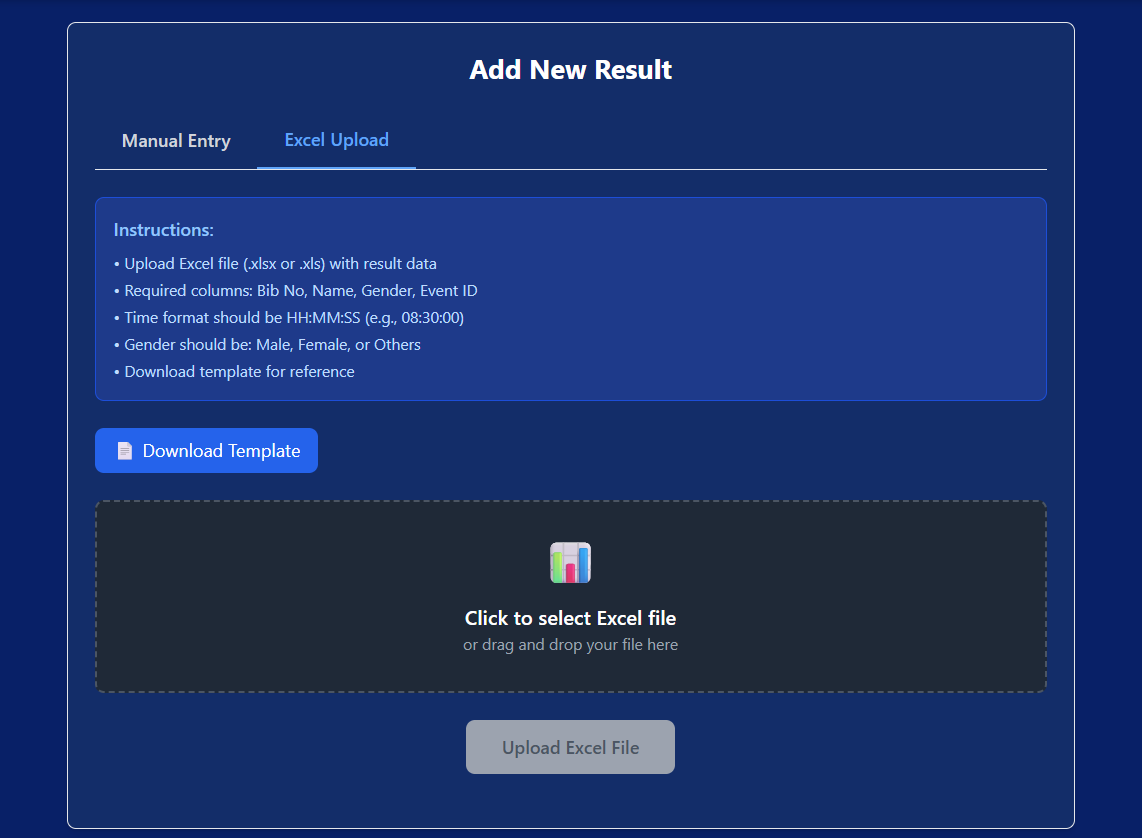 Add New Result
Manual Entry
Excel Upload
Instructions:
• Upload Excel file (.xlsx or .xls) with result data
• Required columns: Bib No, Name, Gender, Event ID
• Time format should be HH:MM:SS (e.g., 08:30:00)
• Gender should be: Male, Female, or Others
• Download template for reference
Download Template
Click to select Excel file
or drag and drop your file here
Upload Excel File